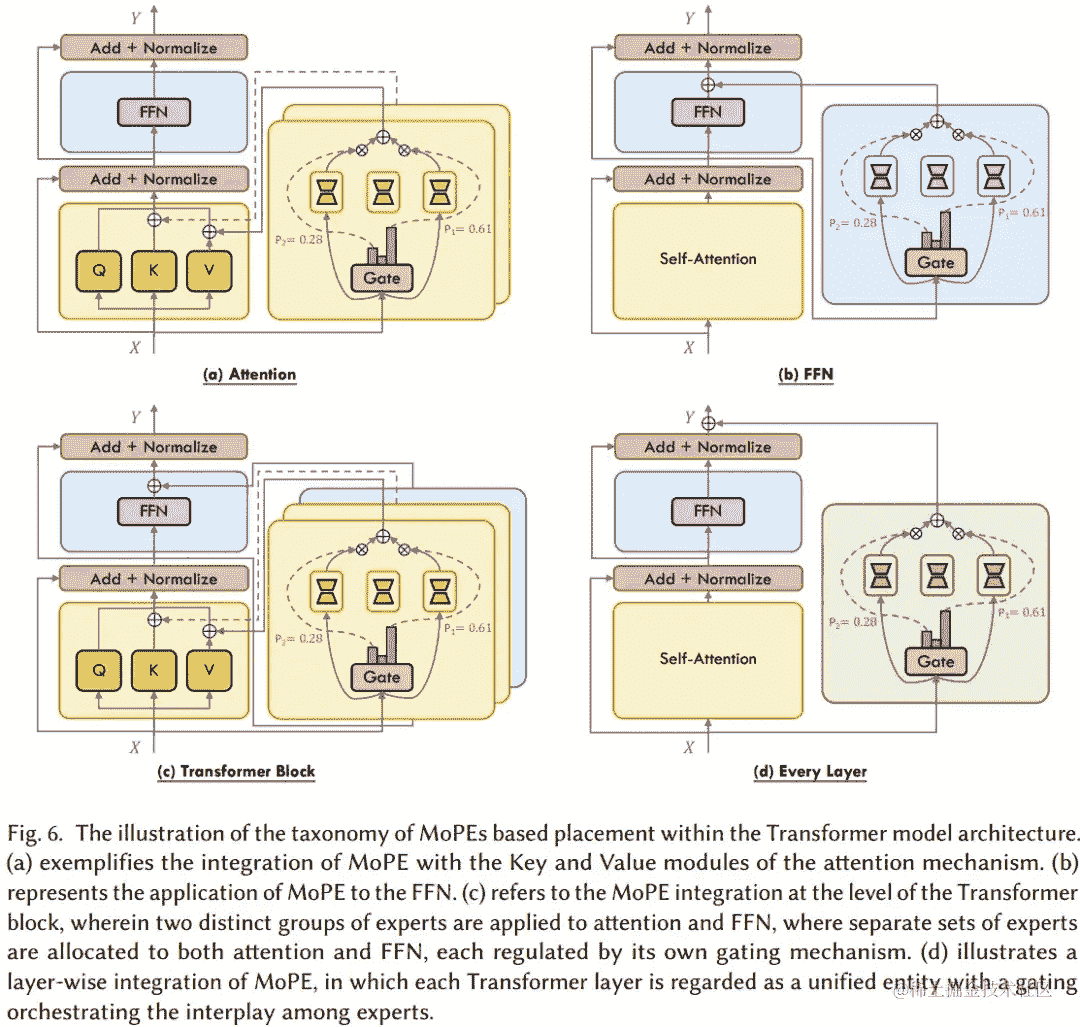 Y
Add + Normalize
FFN
Add + Normalize
Q K V
P₂= 0.28
P₁= 0.61
Gate
X
(a) Attention
Y
Add + Normalize
FFN
Add + Normalize
Self-Attention
P₂= 0.28
P₁= 0.61
Gate
X
(b) FFN
Y
Add + Normalize
FFN
Add + Normalize
Q K V
P₂= 0.28
P₁= 0.61
Gate
X
(c) Transformer Block
Y
Add + Normalize
FFN
Add + Normalize
Self-Attention
P₂= 0.28
P₁= 0.61
Gate
X
(d) Every Layer
Fig. 6. The illustration of the taxonomy of MoPEs based placement within the Transformer model architecture.
(a) exemplifies the integration of MoPE with the Key and Value modules of the attention mechanism. (b)
represents the application of MoPE to the FFN. (c) refers to the MoPE integration at the level of the Transformer
block, wherein two distinct groups of experts are applied to attention and FFN, where separate sets of experts
are allocated to both attention and FFN, each regulated by its own gating mechanism. (d) illustrates a
layer-wise integration of MoPE, in which each Transformer layer is regarded as a unified entity with a gating
orchestrating the interplay among experts.
@稀土掘金技术社区